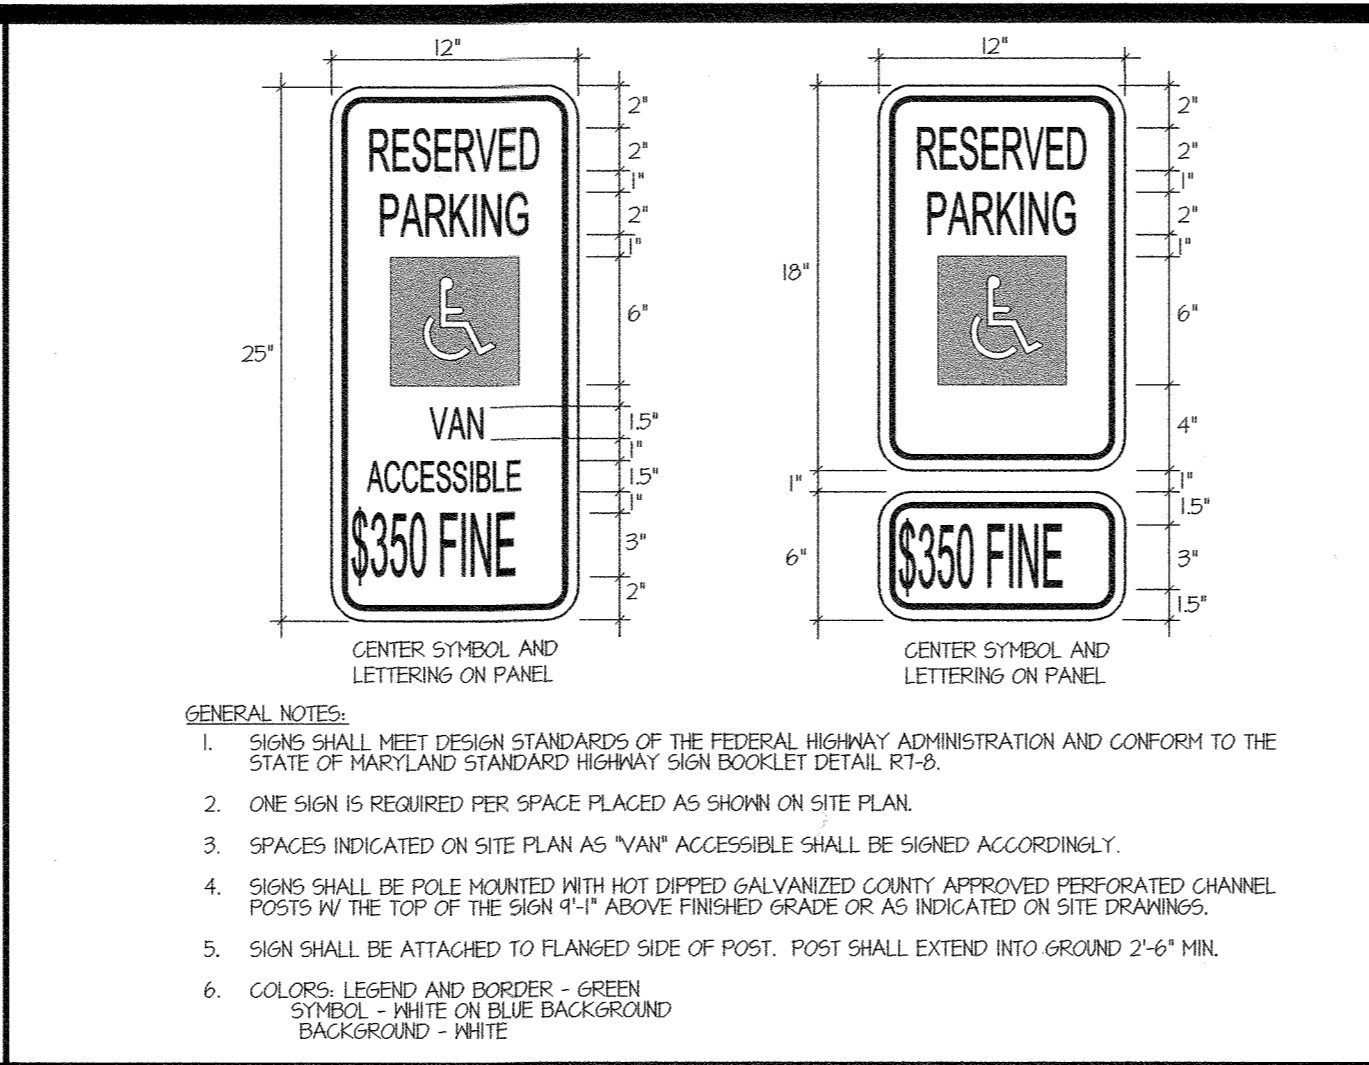 12"
25"
RESERVED
PARKING
VAN
ACCESSIBLE
$350 FINE
2"
2"
1"
2"
1"
6"
1.5"
1"
1.5"
1"
3"
2"
CENTER SYMBOL AND
LETTERING ON PANEL
12"
18"
1"
6"
RESERVED
PARKING
$350 FINE
2"
2"
1"
2"
1"
6"
4"
1"
1.5"
3"
1.5"
CENTER SYMBOL AND
LETTERING ON PANEL
GENERAL NOTES:
1. SIGNS SHALL MEET DESIGN STANDARDS OF THE FEDERAL HIGHWAY ADMINISTRATION AND CONFORM TO THE
STATE OF MARYLAND STANDARD HIGHWAY SIGN BOOKLET DETAIL R7-8.
2. ONE SIGN IS REQUIRED PER SPACE PLACED AS SHOWN ON SITE PLAN.
3. SPACES INDICATED ON SITE PLAN AS "VAN" ACCESSIBLE SHALL BE SIGNED ACCORDINGLY.
4. SIGNS SHALL BE POLE MOUNTED WITH HOT DIPPED GALVANIZED COUNTY APPROVED PERFORATED CHANNEL
POSTS W/ THE TOP OF THE SIGN 9'-1" ABOVE FINISHED GRADE OR AS INDICATED ON SITE DRAWINGS.
5. SIGN SHALL BE ATTACHED TO FLANGED SIDE OF POST. POST SHALL EXTEND INTO GROUND 2'-6" MIN.
6. COLORS: LEGEND AND BORDER - GREEN
SYMBOL - WHITE ON BLUE BACKGROUND
BACKGROUND - WHITE